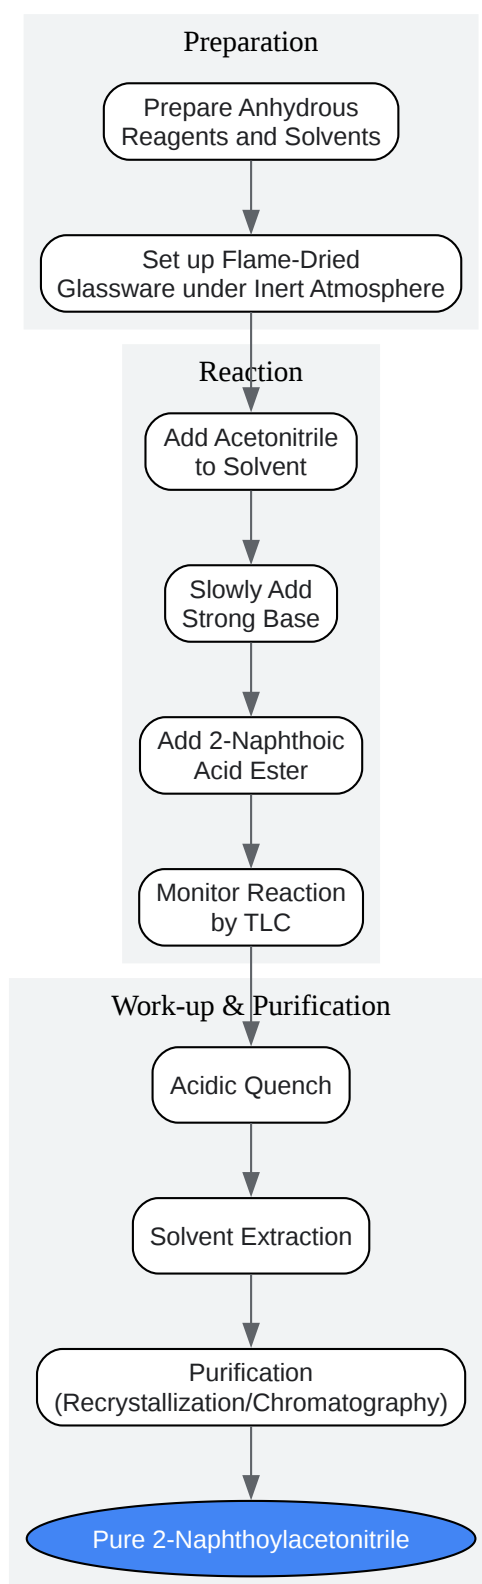 Preparation
Prepare Anhydrous
Reagents and Solvents
Set up Flame-Dried
Glassware under Inert Atmosphere
Reaction
Add Acetonitrile
to Solvent
Slowly Add
Strong Base
Add 2-Naphthoic
Acid Ester
Monitor Reaction
by TLC
Work-up & Purification
Acidic Quench
Solvent Extraction
Purification
(Recrystallization/Chromatography)
Pure 2-Naphthoylacetonitrile